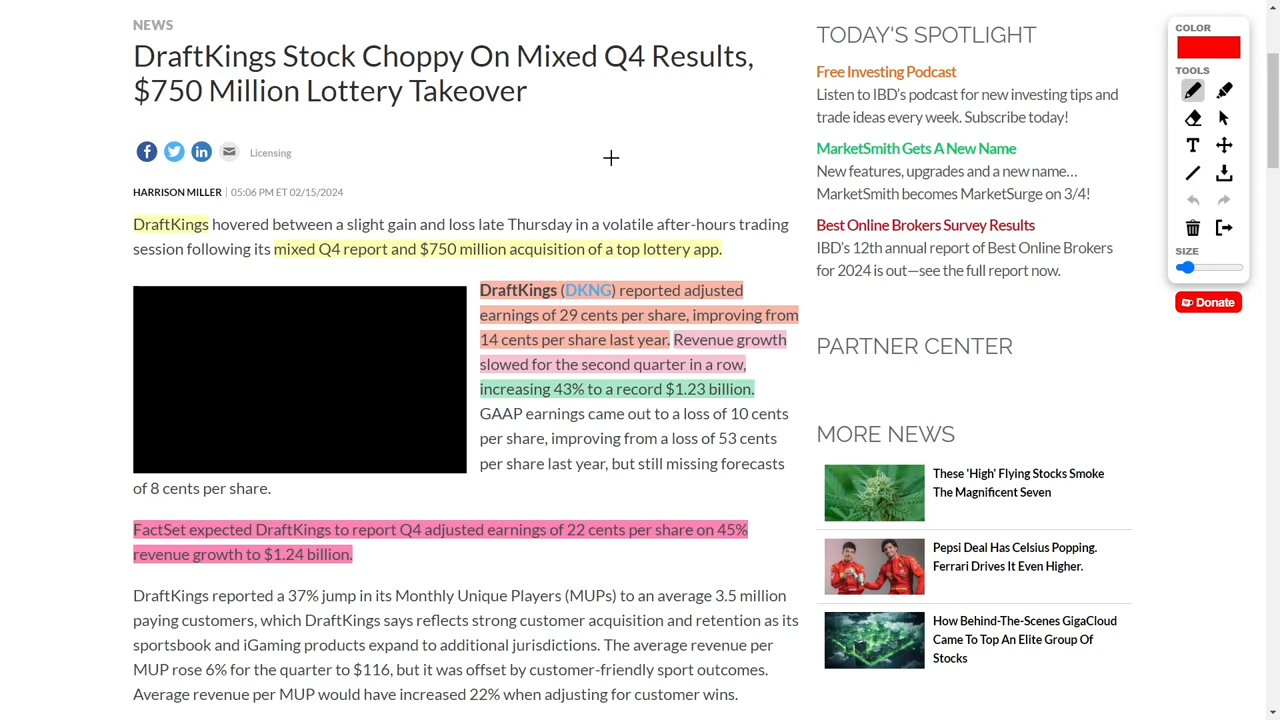 NEWS
DraftKings Stock Choppy On Mixed Q4 Results,
$750 Million Lottery Takeover
Licensing
HARRISON MILLER | 05:06 PM ET 02/15/2024
DraftKings hovered between a slight gain and loss late Thursday in a volatile after-hours trading
session following its mixed Q4 report and $750 million acquisition of a top lottery app.
DraftKings (DKNG) reported adjusted
earnings of 29 cents per share, improving from
14 cents per share last year. Revenue growth
slowed for the second quarter in a row,
increasing 43% to a record $1.23 billion.
GAAP earnings came out to a loss of 10 cents
per share, improving from a loss of 53 cents
per share last year, but still missing forecasts
of 8 cents per share.
FactSet expected DraftKings to report Q4 adjusted earnings of 22 cents per share on 45%
revenue growth to $1.24 billion.
DraftKings reported a 37% jump in its Monthly Unique Players (MUPs) to an average 3.5 million
paying customers, which DraftKings says reflects strong customer acquisition and retention as its
sportsbook and iGaming products expand to additional jurisdictions. The average revenue per
MUP rose 6% for the quarter to $116, but it was offset by customer-friendly sport outcomes.
Average revenue per MUP would have increased 22% when adjusting for customer wins.
TODAY'S SPOTLIGHT
Free Investing Podcast
Listen to IBD's podcast for new investing tips and
trade ideas every week. Subscribe today!
MarketSmith Gets A New Name
New features, upgrades and a new name…
MarketSmith becomes MarketSurge on 3/4!
Best Online Brokers Survey Results
IBD's 12th annual report of Best Online Brokers
for 2024 is out—see the full report now.
PARTNER CENTER
MORE NEWS
These 'High' Flying Stocks Smoke
The Magnificent Seven
Pepsi Deal Has Celsius Popping.
Ferrari Drives It Even Higher.
How Behind-The-Scenes GigaCloud
Came To Top An Elite Group Of
Stocks
COLOR
TOOLS
SIZE
Donate